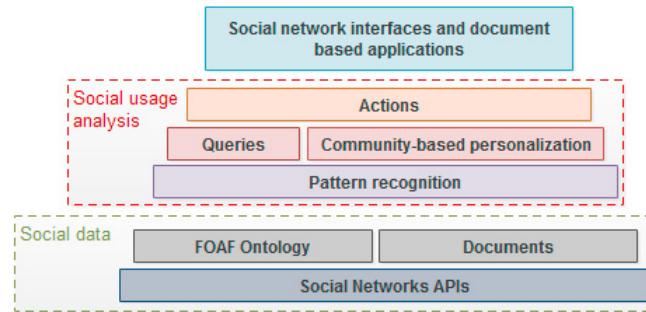 Social network interfaces and document
based applications
Social usage
analysis
Actions
Queries
Community-based personalization
Pattern recognition
Social data
FOAF Ontology
Documents
Social Networks APIs